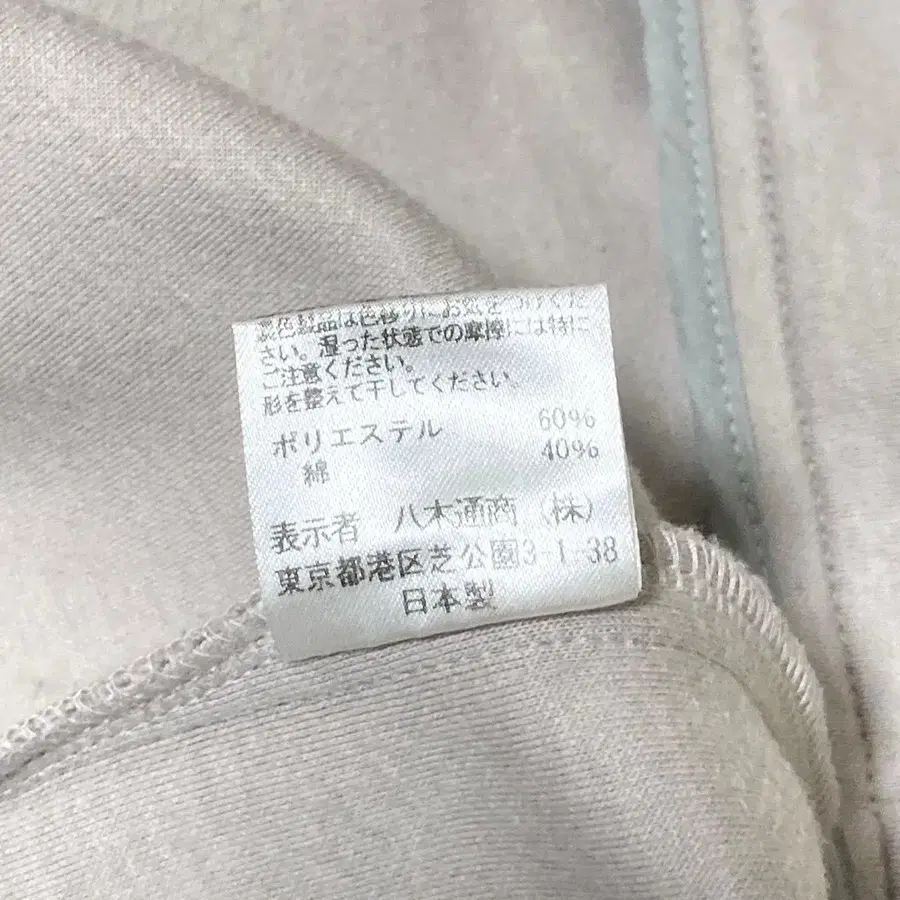 濃色製品は色移りにお気をつけくだ
さい。湿った状態での摩擦には特に
ご注意ください。
形を整えて干してください。
ポリエステル 60%
綿 40%
表示者 八木通商（株）
東京都港区芝公園3-1-38
日本製